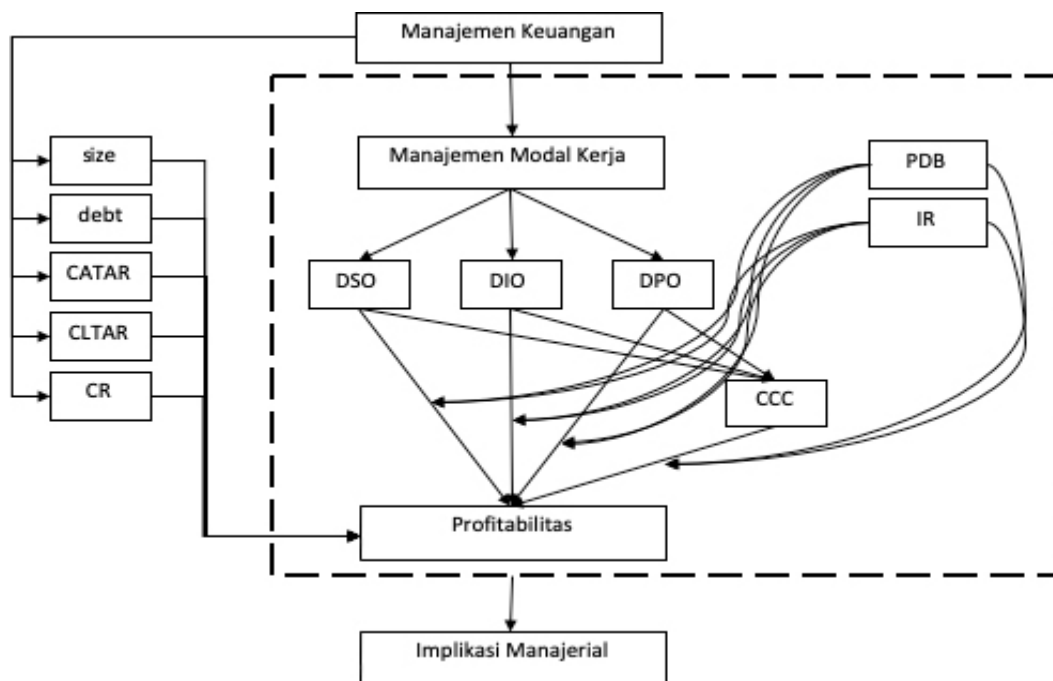 Manajemen Keuangan
size
Manajemen Modal Kerja
PDB
debt
IR
CATAR
DSO
DIO
DPO
CLTAR
CR
CCC
Profitabilitas
Implikasi Manajerial